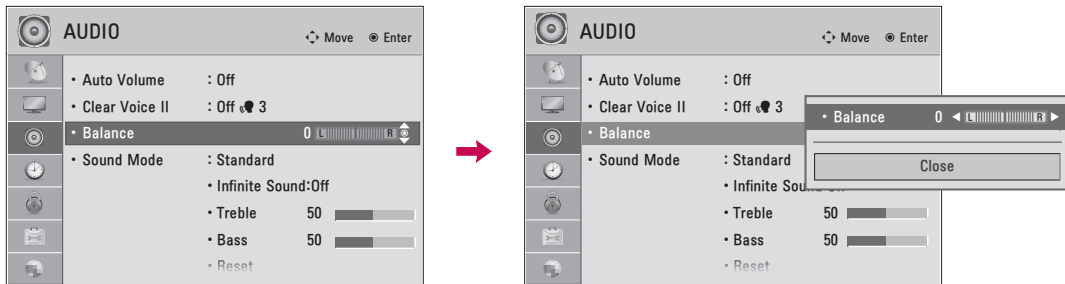 AUDIO
Move Enter
• Auto Volume : Off
• Clear Voice II : Off 3
• Balance 0 L R
• Sound Mode : Standard
• Infinite Sound:Off
• Treble 50
• Bass 50
• Reset
AUDIO
Move Enter
• Auto Volume : Off
• Clear Voice II : Off 3
• Balance
• Sound Mode : Standard
• Treble 50
• Bass 50
• Reset
• Balance 0 L R
Close
• Infinite